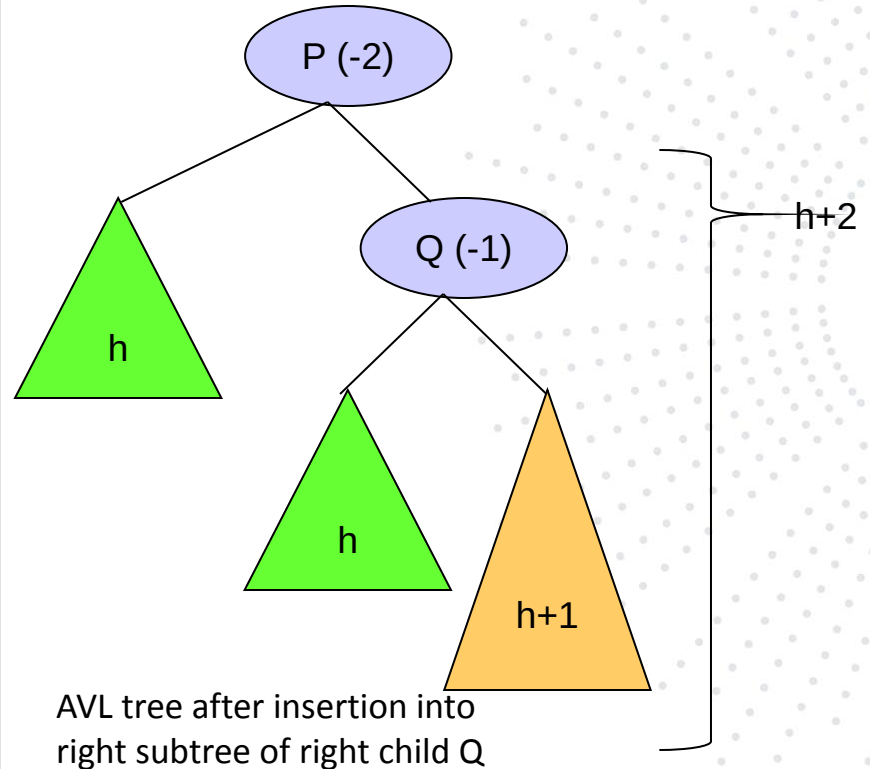 P (-2)
h+2
Q (-1)
h
h
h+1
AVL tree after insertion into
right subtree of right child Q